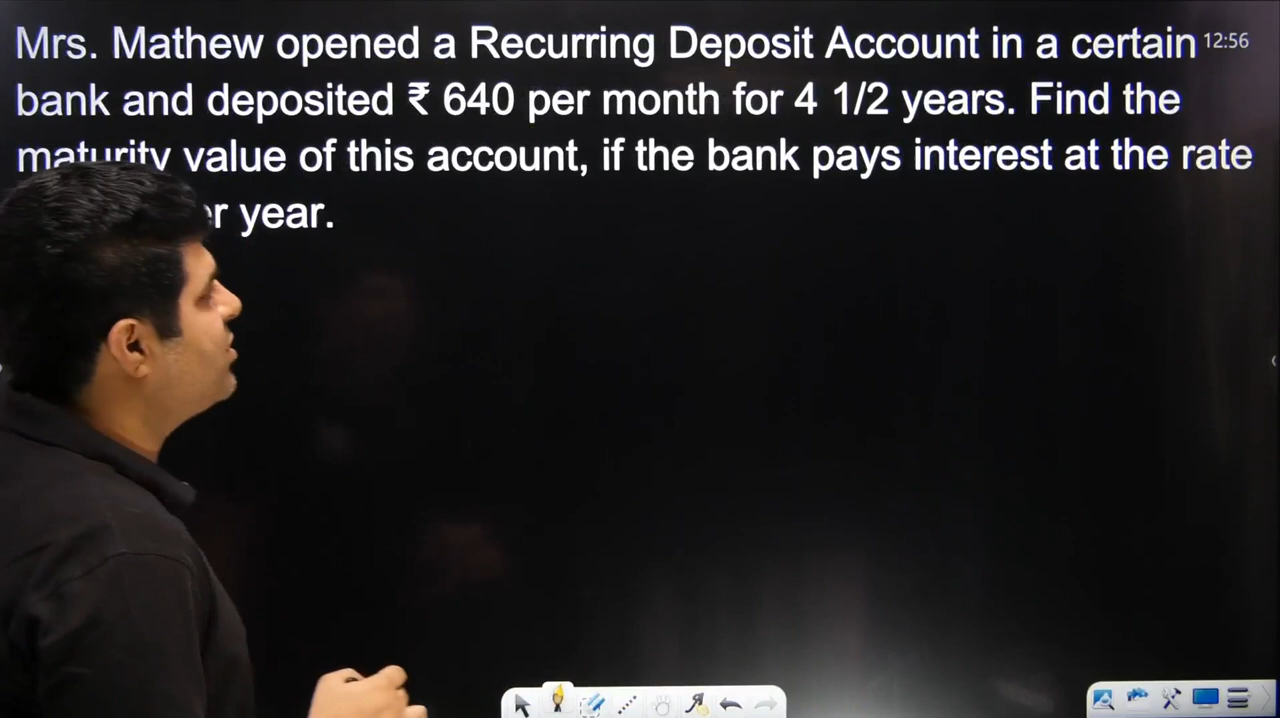 Mrs. Mathew opened a Recurring Deposit Account in a certain 12:56
bank and deposited ₹ 640 per month for 4 1/2 years. Find the
maturity value of this account, if the bank pays interest at the rate
year.